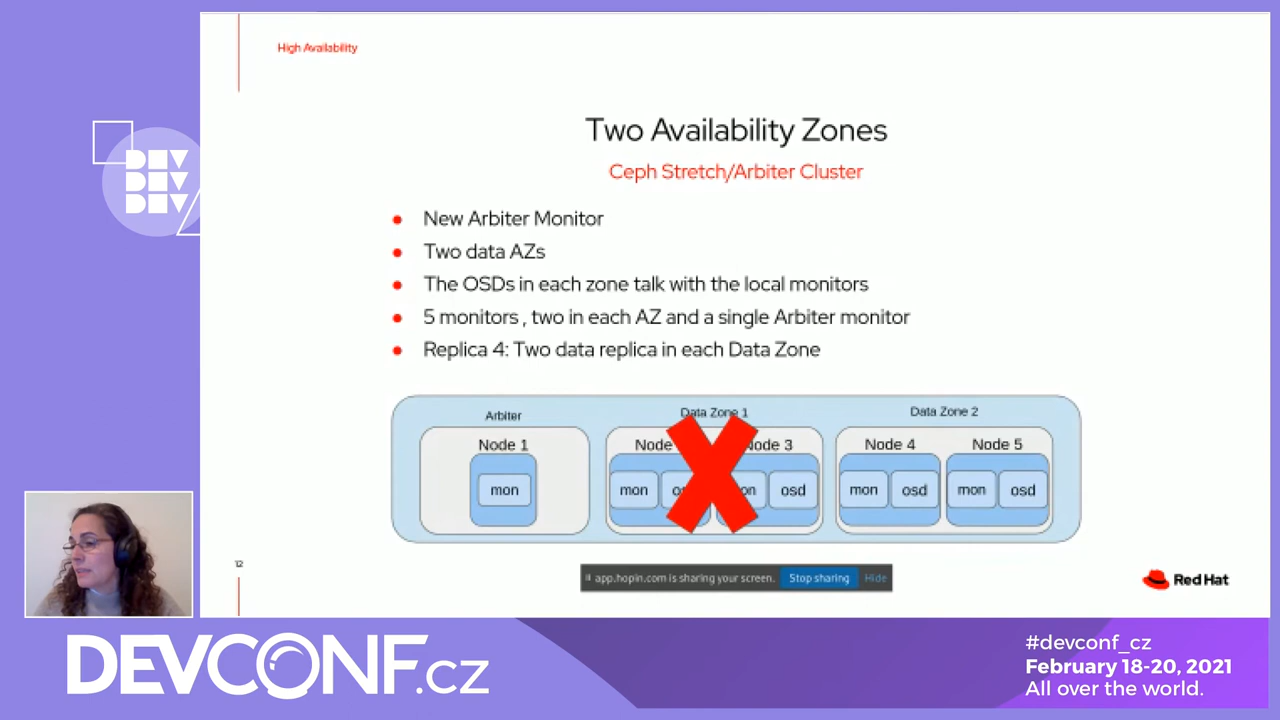 High Availability
Two Availability Zones
Ceph Stretch/Arbiter Cluster
New Arbiter Monitor
Two data AZs
The OSDs in each zone talk with the local monitors
5 monitors , two in each AZ and a single Arbiter monitor
Replica 4: Two data replica in each Data Zone
Arbiter
Data Zone 1
Data Zone 2
Node 1
Node
3
Node 4
Node 5
mon
mon
osd
mon
osd
mon
osd
12
app.hopin.com is sharing your screen.
Stop sharing
Hide
Red Hat
DEV
DEV
DEV
DEVCONF.cz
#devconf_cz
February 18-20, 2021
All over the world.